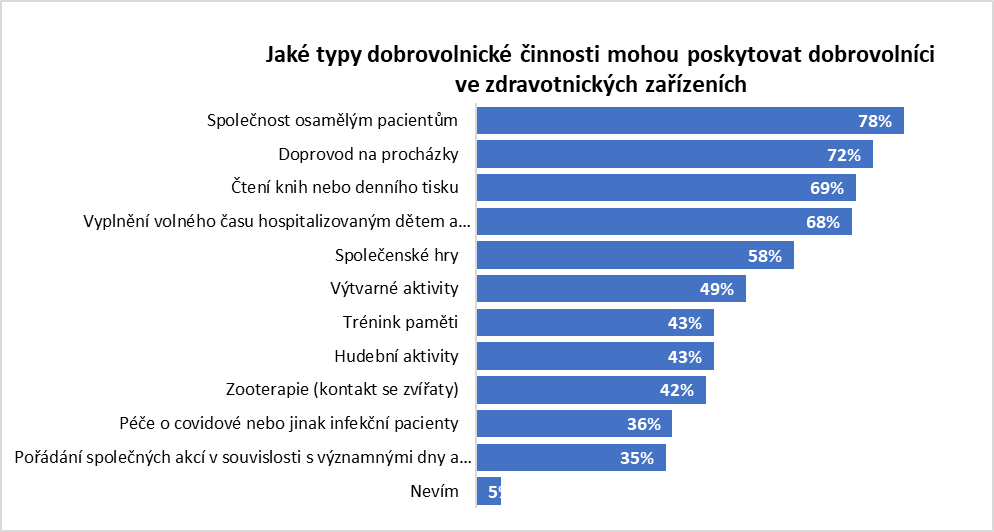 Jaké typy dobrovolnické činnosti mohou poskytovat dobrovolníci
ve zdravotnických zařízeních
Společnost osamělým pacientům 78%
Doprovod na procházky 72%
Čtení knih nebo denního tisku 69%
Vyplnění volného času hospitalizovaným dětem a... 68%
Společenské hry 58%
Výtvarné aktivity 49%
Trénink paměti 43%
Hudební aktivity 43%
Zooterapie (kontakt se zvířaty) 42%
Péče o covidové nebo jinak infekční pacienty 36%
Pořádání společných akcí v souvislosti s významnými dny a... 35%
Nevím 5%